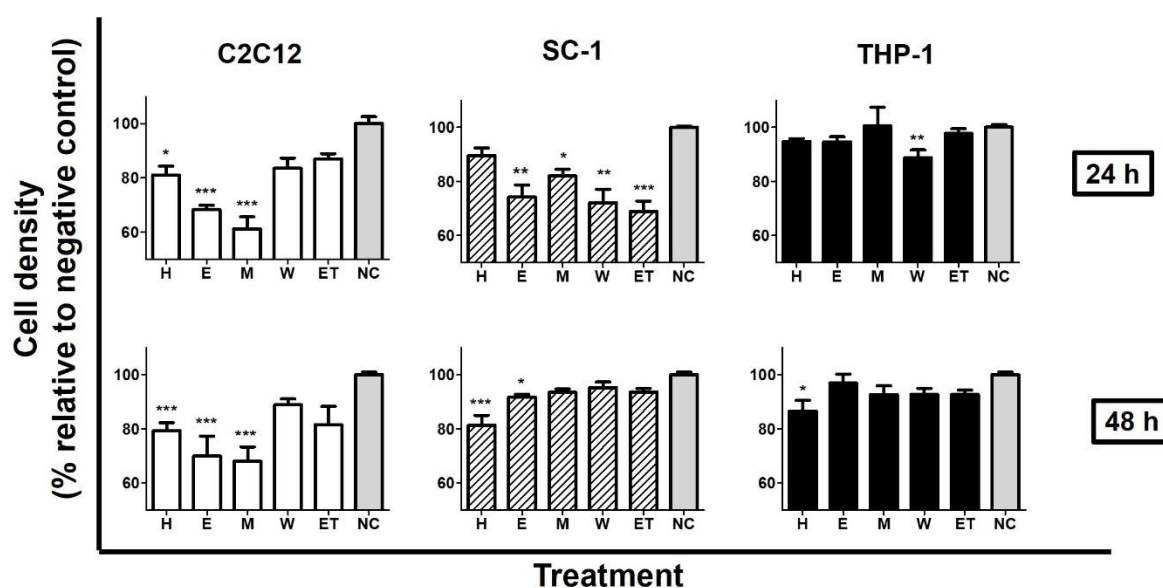 C2C12
SC-1
THP-1
Cell density
(% relative to negative control)
100
80
60
*
***
***
H E M W ET NC
100
80
60
**
*
**
***
H E M W ET NC
100
80
60
**
H E M W ET NC
24 h
100
80
60
***
***
***
H E M W ET NC
100
80
60
***
*
H E M W ET NC
100
80
60
*
H E M W ET NC
48 h
Treatment